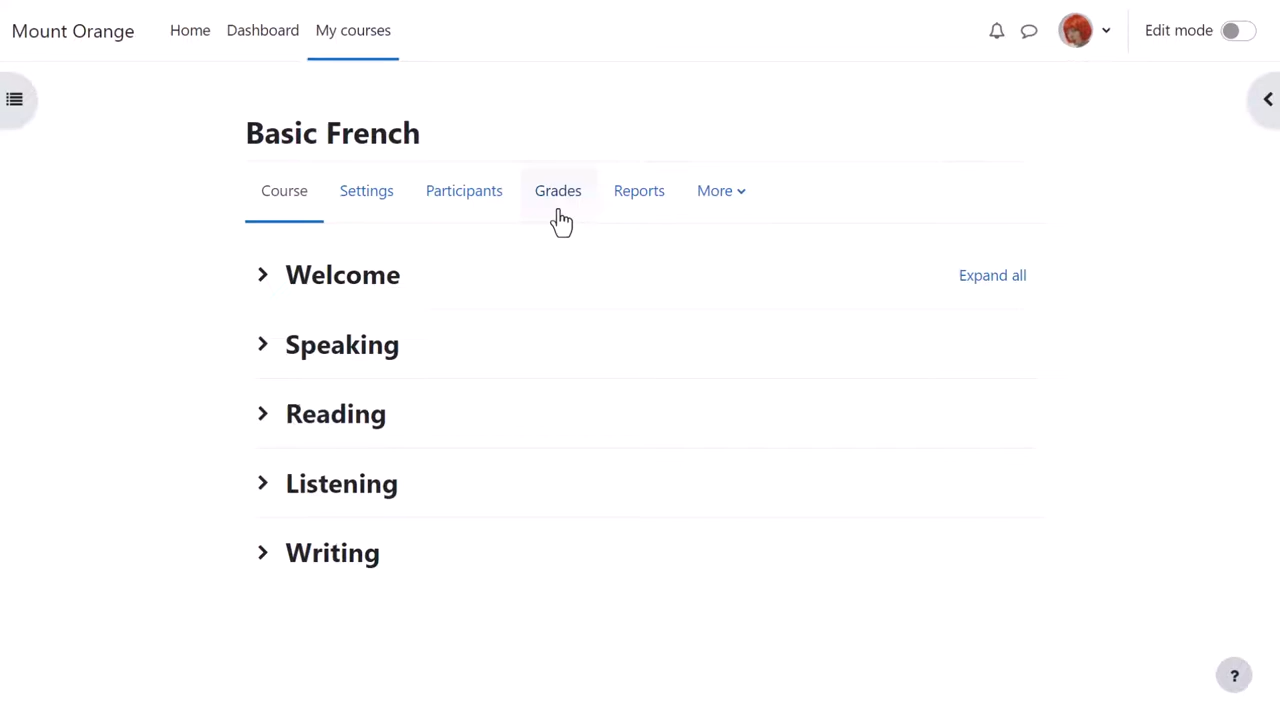 Mount Orange Home Dashboard My courses Edit mode
Basic French
Course Settings Participants Grades Reports More
Welcome Expand all
Speaking
Reading
Listening
Writing
?